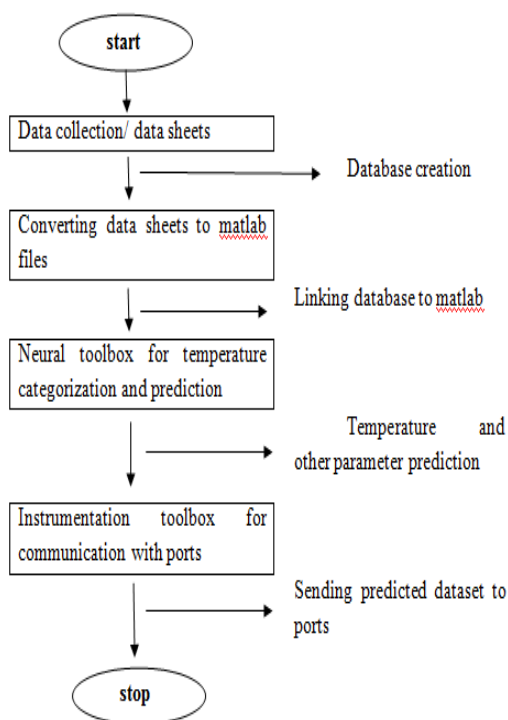 start
Data collection/ data sheets
Database creation
Converting data sheets to matlab
files
Linking database to matlab
Neural toolbox for temperature
categorization and prediction
Temperature and
other parameter prediction
Instrumentation toolbox for
communication with ports
Sending predicted dataset to
ports
stop